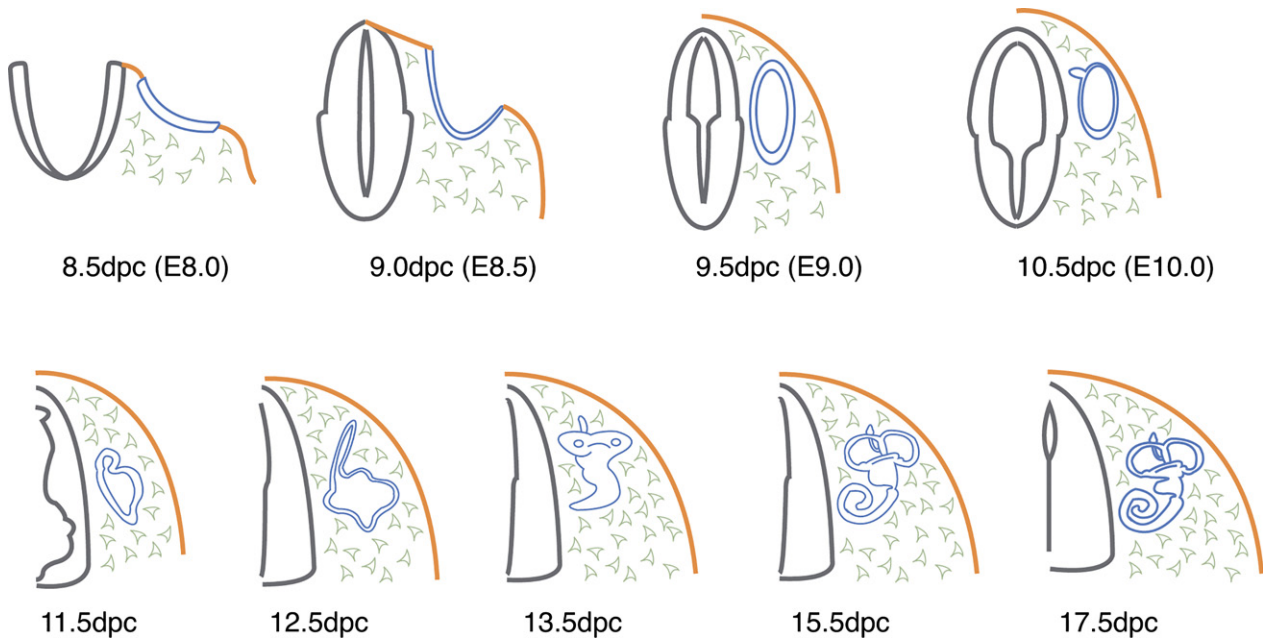 8.5dpc (E8.0)
9.0dpc (E8.5)
9.5dpc (E9.0)
10.5dpc (E10.0)
11.5dpc
12.5dpc
13.5dpc
15.5dpc
17.5dpc